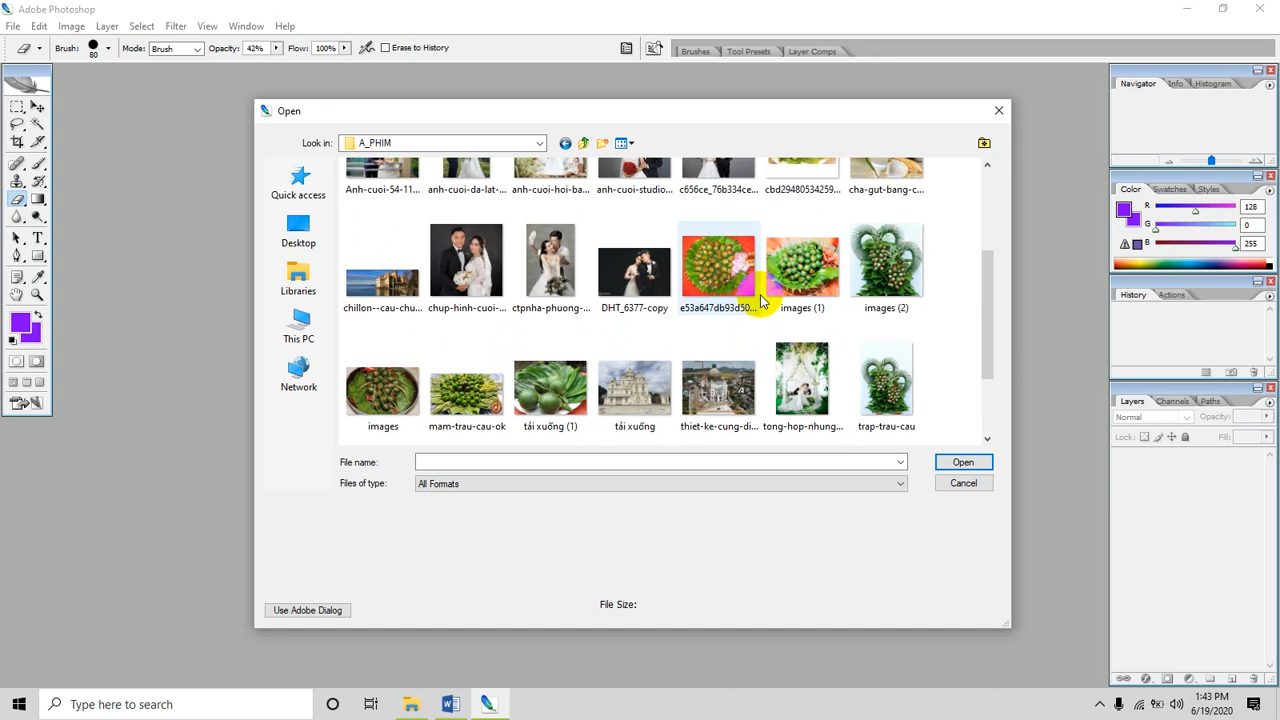 Adobe Photoshop
File Edit Image Layer Select Filter View Window Help
Brush: 80 Mode: Brush Opacity: 42% Flow: 100% Erase to History Brushes Tool Presets Layer Comps
Navigator Info Histogram
Color Swatches Styles
R 128
G 0
B 255
History Actions
Layers Channels Paths
Normal Opacity:
Lock: Fill:
Open
Look in: A_PHIM
Quick access
Desktop
Libraries
This PC
Network
Anh-cuoi-54-11... anh-cuoi-da-lat-... anh-cuoi-hoi-ba... anh-cuoi-studio... c656ce_76b334ce... cbd29480534259... cha-gut-bang-c...
chillon--cau-chu... chup-hinh-cuoi-... ctpnha-phuong-... DHT_6377-copy e53a647db93d50... images (1) images (2)
images mam-trau-cau-ok tải xuống (1) tải xuống thiet-ke-cung-di... tong-hop-nhung... trap-trau-cau
File name: Open
Files of type: All Formats Cancel
Use Adobe Dialog File Size:
Type here to search
1:43 PM
6/19/2020